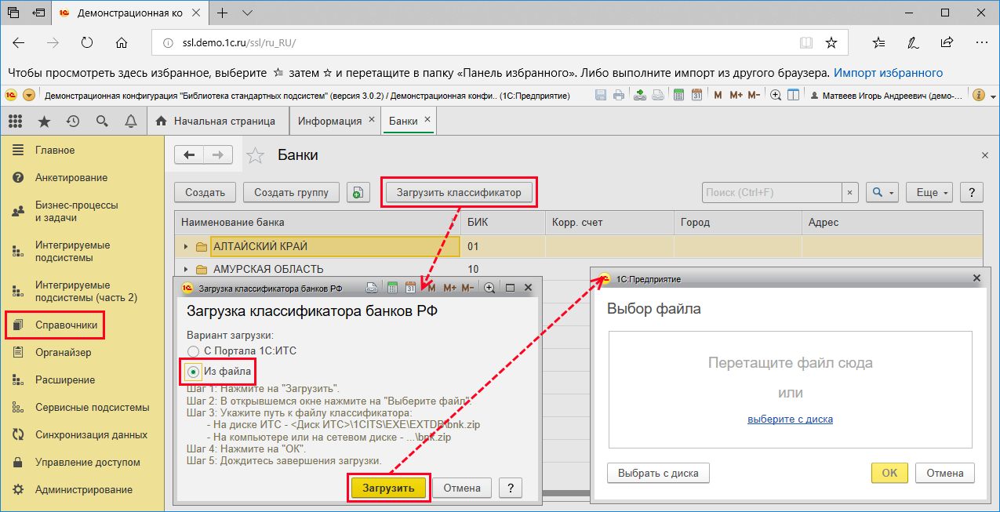 Демонстрационная ко
ssl.demo.1c.ru/ssl/ru_RU/
Чтобы просмотреть здесь избранное, выберите затем и перетащите в папку «Панель избранного». Либо выполните импорт из другого браузера. Импорт избранного
Демонстрационная конфигурация "Библиотека стандартных подсистем" (версия 3.0.2) / Демонстрационная конфи.. (1С:Предприятие)
M M+ M-
Матвеев Игорь Андреевич (демо-...
Начальная страница
Информация
Банки
Главное
Анкетирование
Бизнес-процессы
и задачи
Интегрируемые
подсистемы
Интегрируемые
подсистемы (часть 2)
Справочники
Органайзер
Расширение
Сервисные подсистемы
Синхронизация данных
Управление доступом
Администрирование
Банки
Создать
Создать группу
Загрузить классификатор
Поиск (Ctrl+F)
Еще
?
Наименование банка
БИК
Корр. счет
Город
Адрес
АЛТАЙСКИЙ КРАЙ
01
АМУРСКАЯ ОБЛАСТЬ
10
Загрузка классификатора банков РФ
31
M M+ M-
Загрузка классификатора банков РФ
Вариант загрузки:
С Портала 1С:ИТС
Из файла
Шаг 1: Нажмите на "Загрузить".
Шаг 2: В открывшемся окне нажмите на "Выберите файл".
Шаг 3: Укажите путь к файлу классификатора:
- На диске ИТС - <Диск ИТС>\1CITS\EXE\EXTDB\bnk.zip
- На компьютере или на сетевом диске - ...\bnk.zip
Шаг 4: Нажмите на "ОК".
Шаг 5: Дождитесь завершения загрузки.
Загрузить
Отмена
?
1С:Предприятие
Выбор файла
Перетащите файл сюда
или
выберите с диска
Выбрать с диска
ОК
Отмена